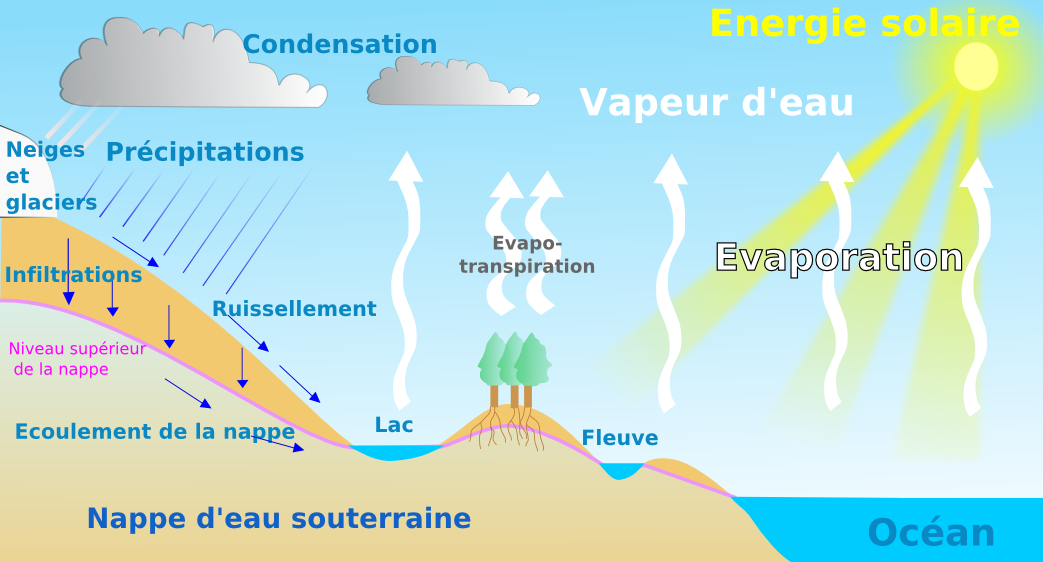 Energie solaire
Condensation
Vapeur d'eau
Neiges
et
glaciers
Précipitations
Evapo-
transpiration
Evaporation
Infiltrations
Ruissellement
Niveau supérieur
de la nappe
Ecoulement de la nappe
Lac
Fleuve
Nappe d'eau souterraine
Océan